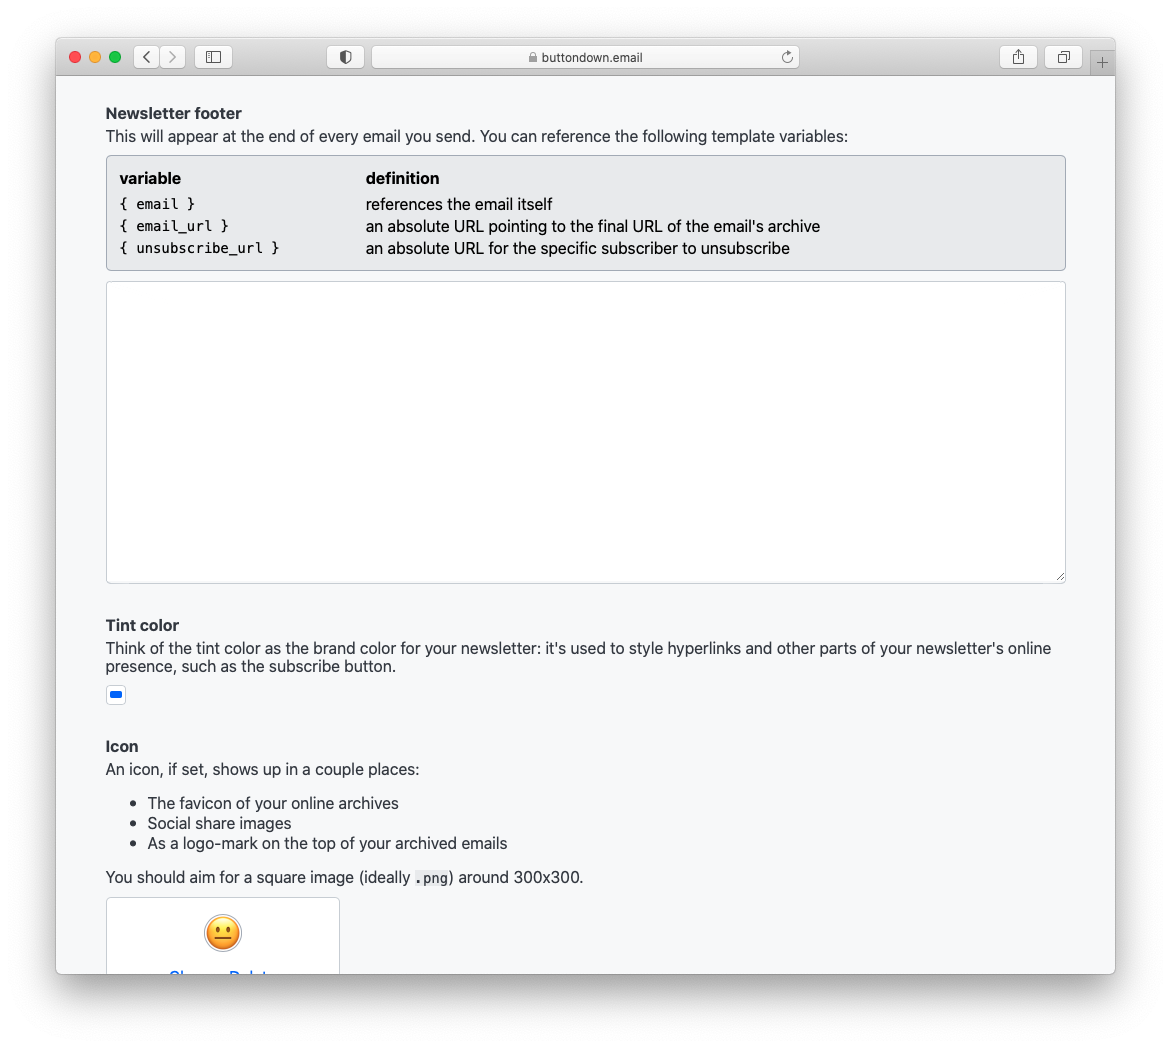 buttondown.email
Newsletter footer
This will appear at the end of every email you send. You can reference the following template variables:
variable definition
{ email } references the email itself
{ email_url } an absolute URL pointing to the final URL of the email's archive
{ unsubscribe_url } an absolute URL for the specific subscriber to unsubscribe
Tint color
Think of the tint color as the brand color for your newsletter: it's used to style hyperlinks and other parts of your newsletter's online
presence, such as the subscribe button.
Icon
An icon, if set, shows up in a couple places:
The favicon of your online archives
Social share images
As a logo-mark on the top of your archived emails
You should aim for a square image (ideally .png) around 300x300.